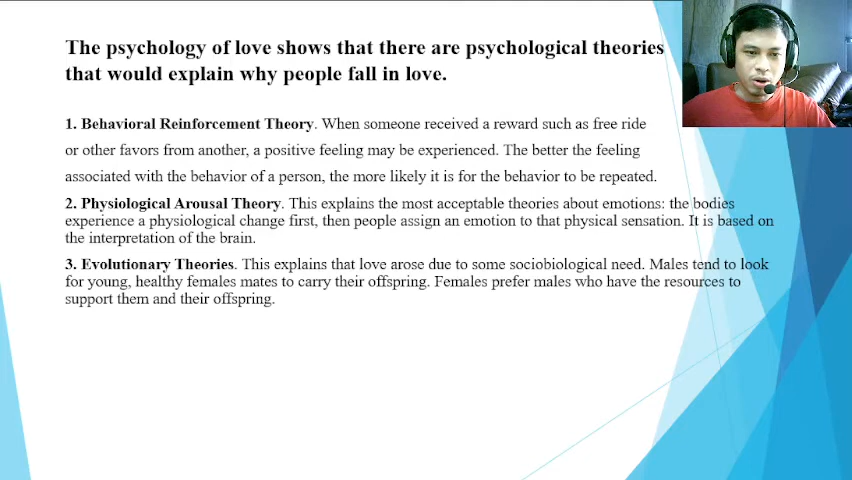 The psychology of love shows that there are psychological theories
that would explain why people fall in love.
1. Behavioral Reinforcement Theory. When someone received a reward such as free ride
or other favors from another, a positive feeling may be experienced. The better the feeling
associated with the behavior of a person, the more likely it is for the behavior to be repeated.
2. Physiological Arousal Theory. This explains the most acceptable theories about emotions: the bodies
experience a physiological change first, then people assign an emotion to that physical sensation. It is based on
the interpretation of the brain.
3. Evolutionary Theories. This explains that love arose due to some sociobiological need. Males tend to look
for young, healthy females mates to carry their offspring. Females prefer males who have the resources to
support them and their offspring.